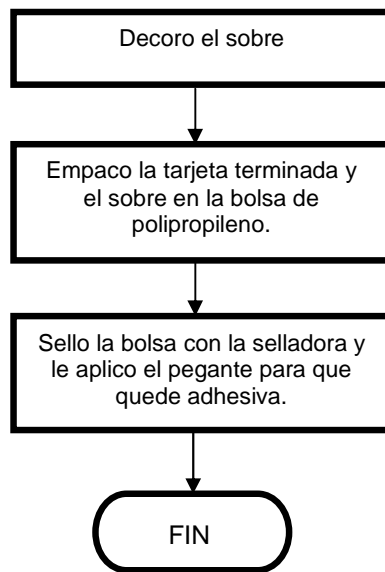 Decoro el sobre
Empaco la tarjeta terminada y
el sobre en la bolsa de
polipropileno.
Sello la bolsa con la selladora y
le aplico el pegante para que
quede adhesiva.
FIN